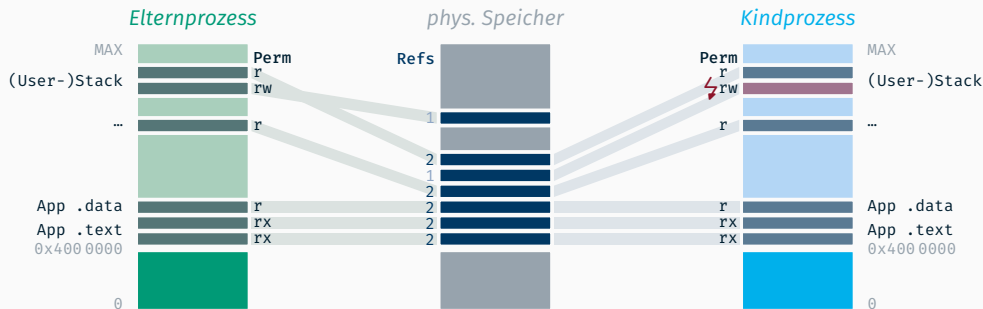 Elternprozess
phys. Speicher
Kindprozess
MAX
Perm
Refs
Perm
MAX
(User-)Stack
r
r
(User-)Stack
rw
rw
…
r
1
r
…
2
1
2
App .data
r
2
r
App .data
rx
2
rx
App .text
rx
2
rx
App .text
0x400 0000
0x400 0000
0
0